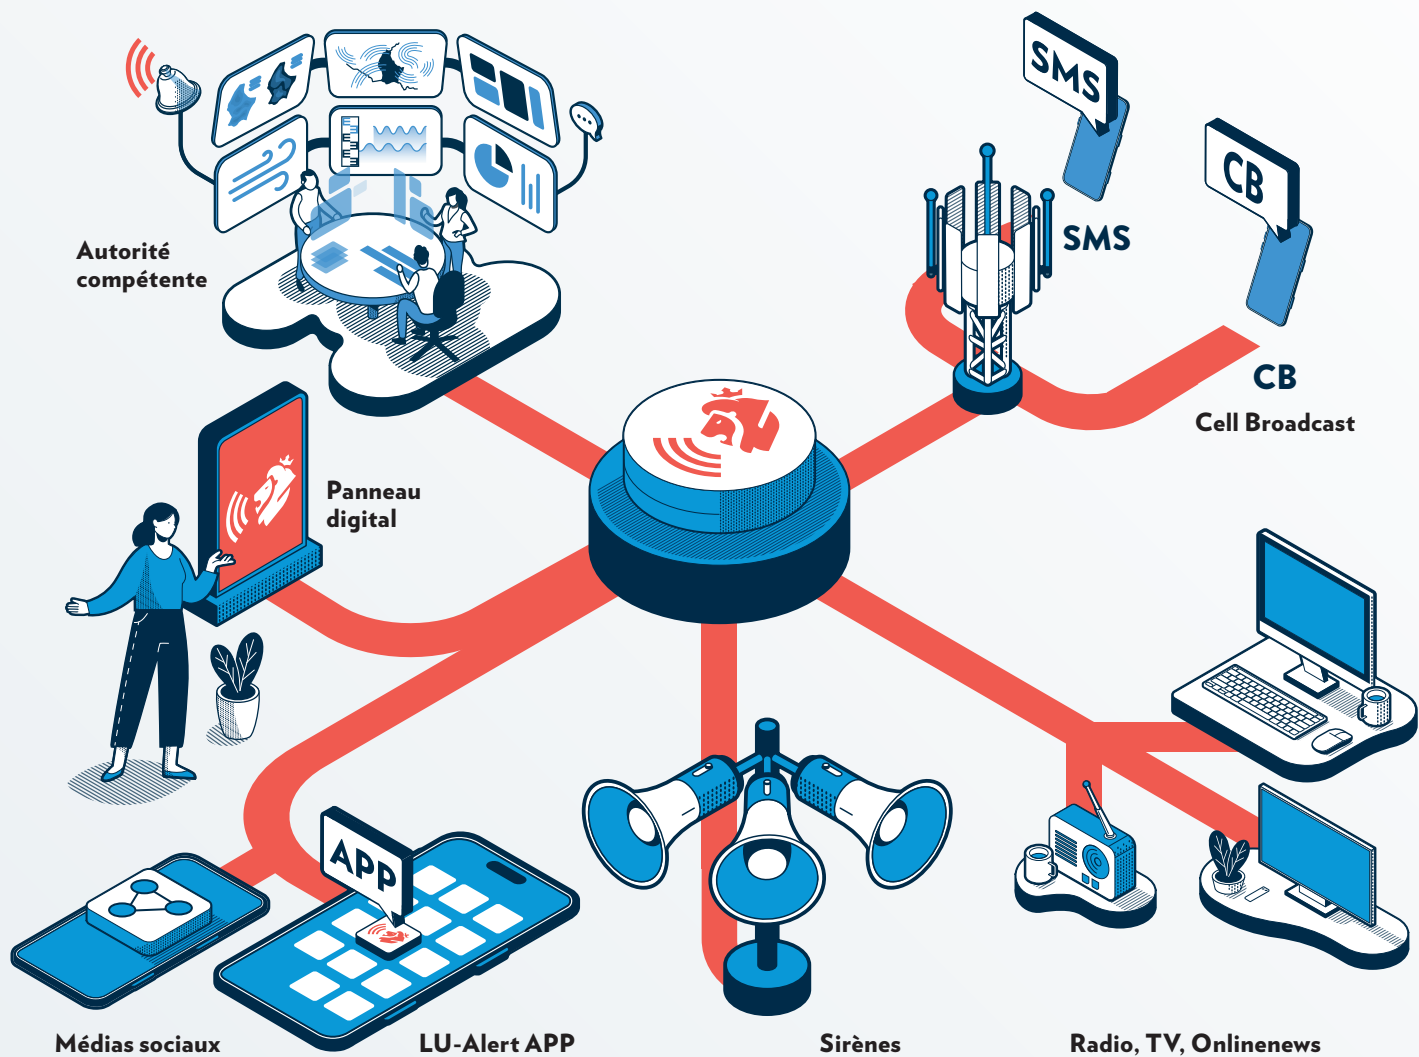 SMS
CB
SMS
Autorité
compétente
CB
Cell Broadcast
Panneau
digital
APP
Médias sociaux
LU-Alert APP
Sirènes
Radio, TV, Onlinenews